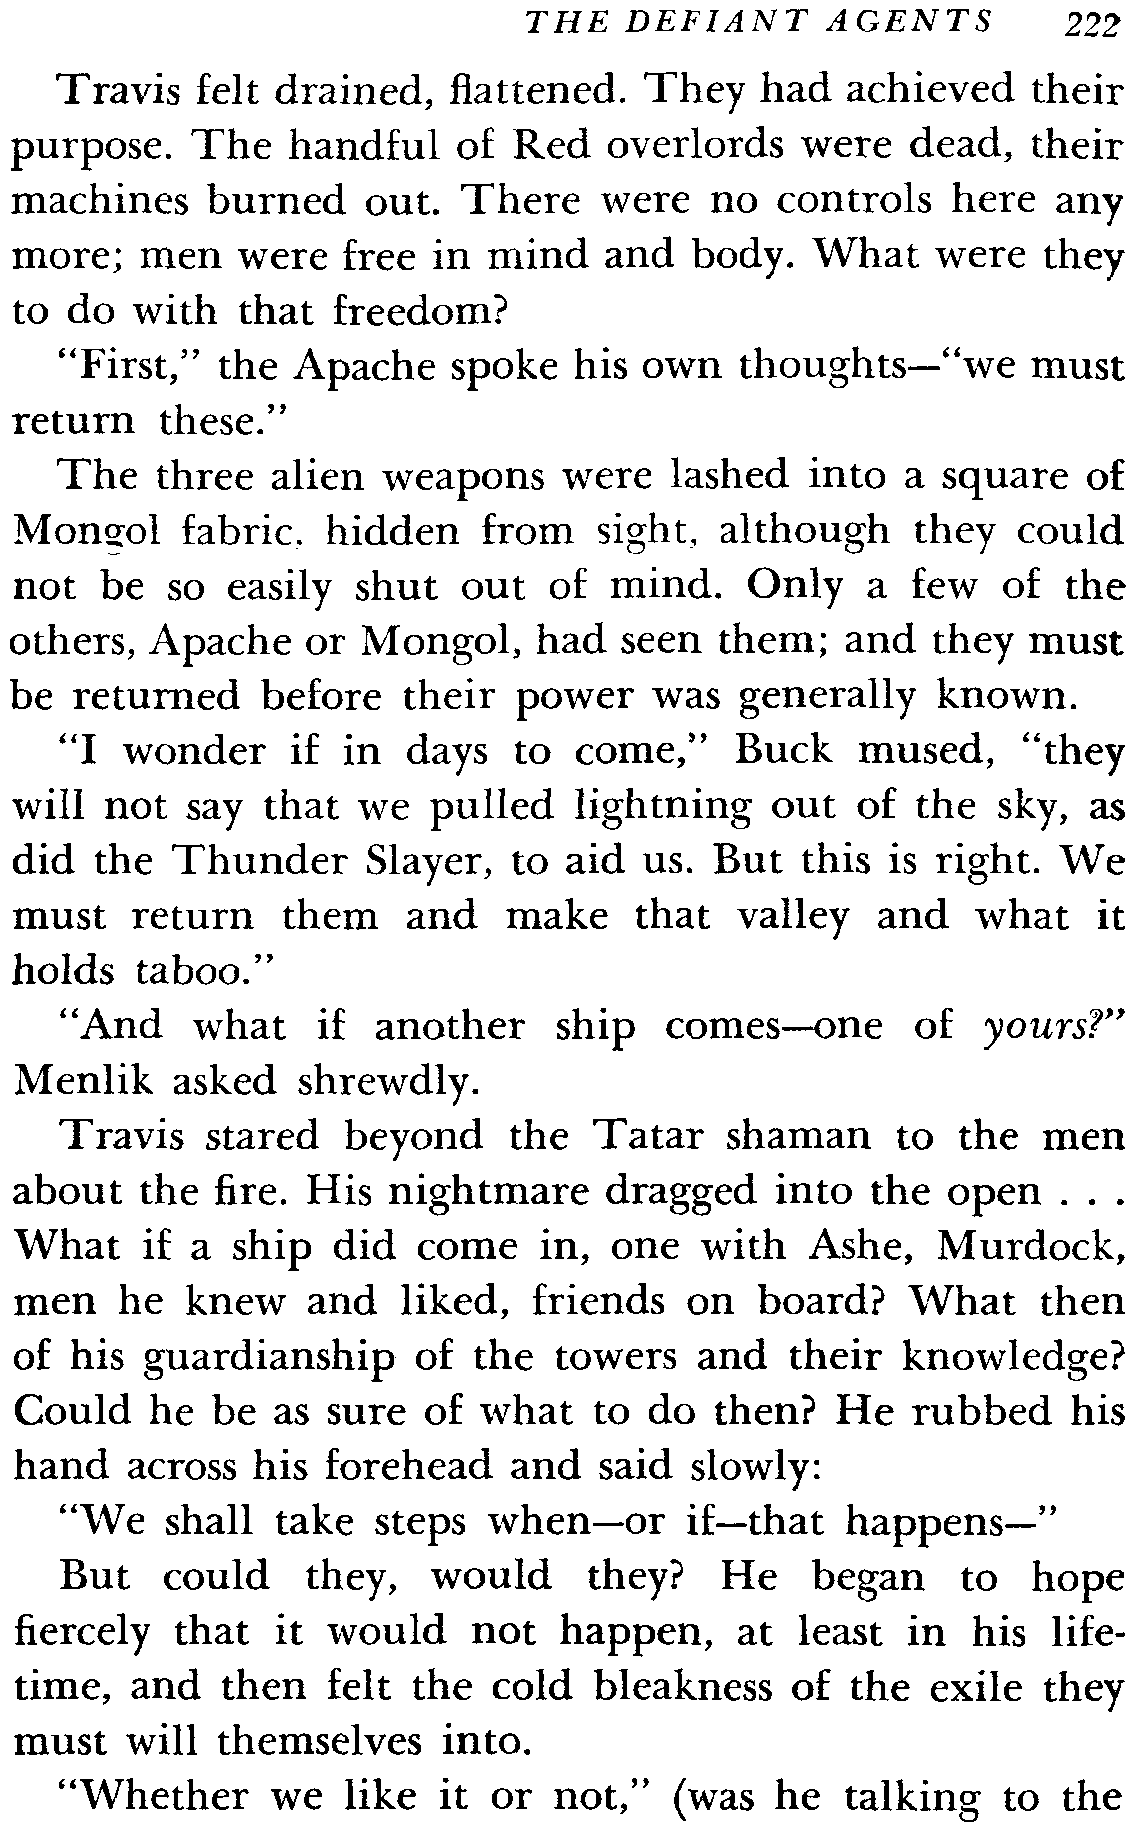 THE DEFIANT AGENTS 222
Travis felt drained, flattened. They had achieved their
purpose. The handful of Red overlords were dead, their
machines burned out. There were no controls here any
more; men were free in mind and body. What were they
to do with that freedom?
“First,” the Apache spoke his own thoughts—“we must
return these.”
The three alien weapons were lashed into a square of
Mongol fabric, hidden from sight, although they could
not be so easily shut out of mind. Only a few of the
others, Apache or Mongol, had seen them; and they must
be returned before their power was generally known.
“I wonder if in days to come,” Buck mused, “they
will not say that we pulled lightning out of the sky, as
did the Thunder Slayer, to aid us. But this is right. We
must return them and make that valley and what it
holds taboo.”
“And what if another ship comes—one of yours?”
Menlik asked shrewdly.
Travis stared beyond the Tatar shaman to the men
about the fire. His nightmare dragged into the open . . .
What if a ship did come in, one with Ashe, Murdock,
men he knew and liked, friends on board? What then
of his guardianship of the towers and their knowledge?
Could he be as sure of what to do then? He rubbed his
hand across his forehead and said slowly:
“We shall take steps when—or if—that happens—”
But could they, would they? He began to hope
fiercely that it would not happen, at least in his life-
time, and then felt the cold bleakness of the exile they
must will themselves into.
“Whether we like it or not,” (was he talking to the